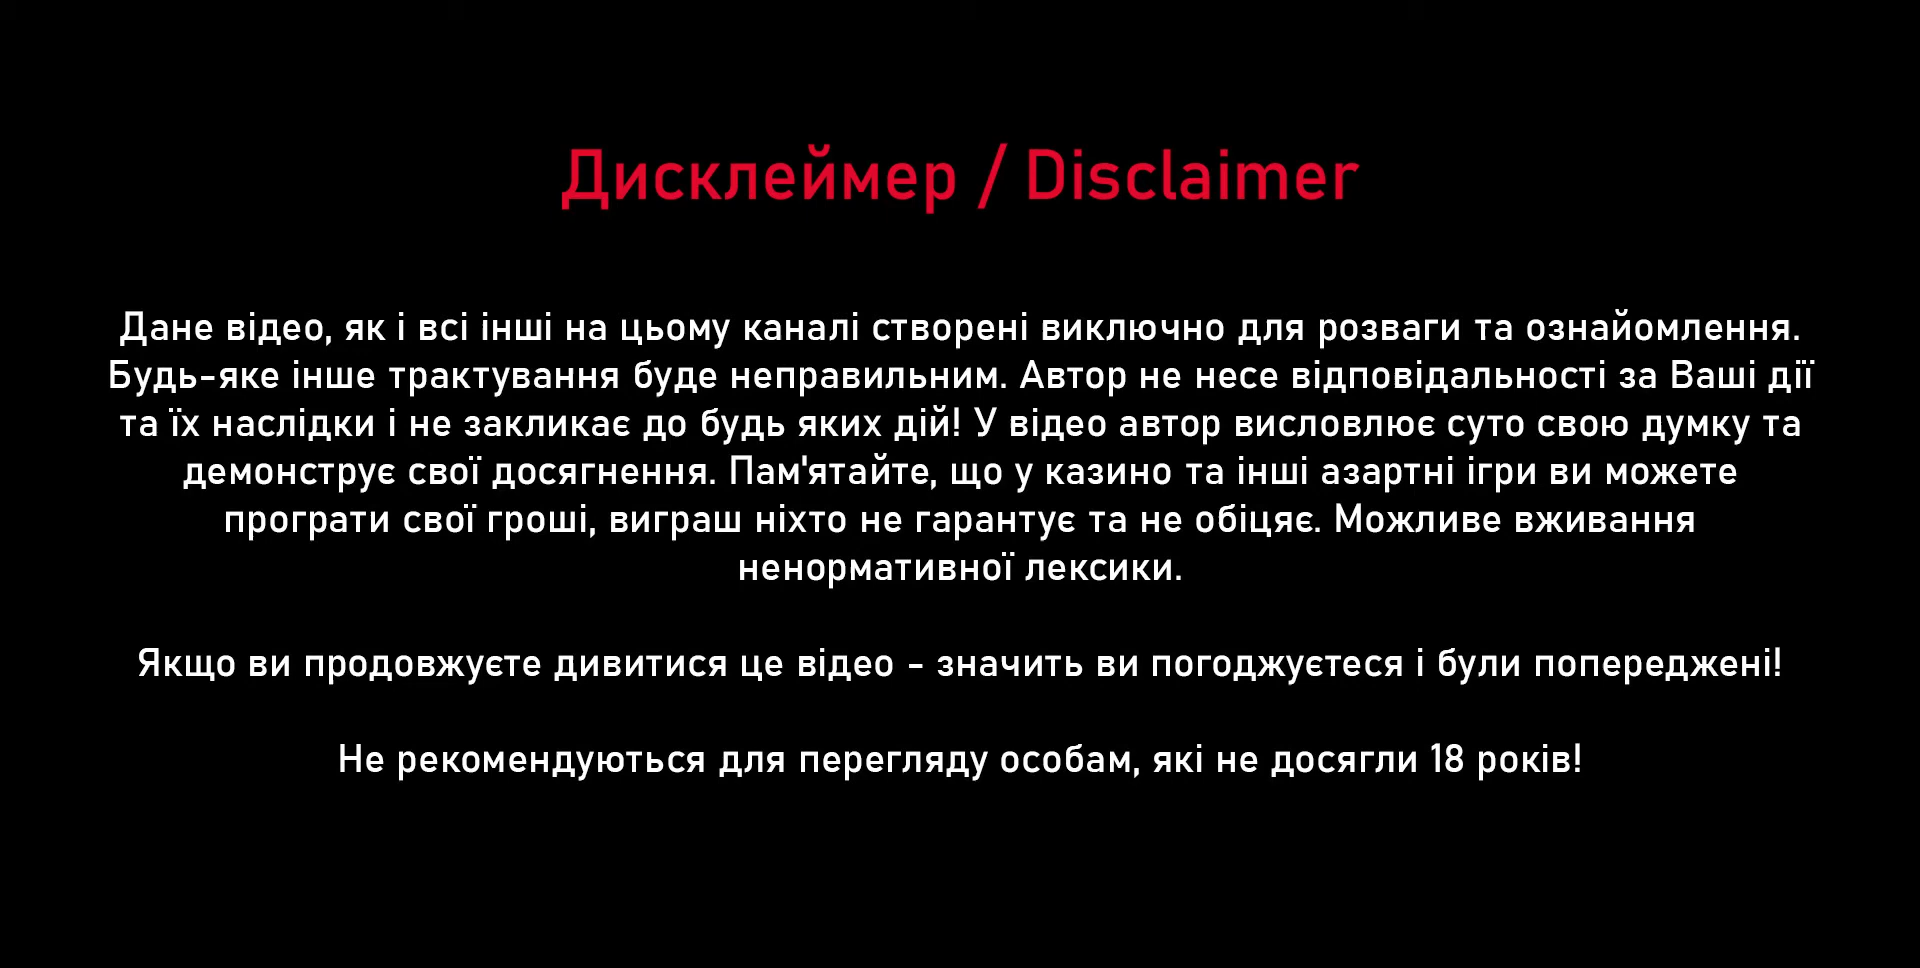 Дисклеймер / Disclaimer
Дане відео, як і всі інші на цьому каналі створені виключно для розваги та ознайомлення.
Будь-яке інше трактування буде неправильним. Автор не несе відповідальності за Ваші дії
та їх наслідки і не закликає до будь яких дій! У відео автор висловлює суто свою думку та
демонструє свої досягнення. Пам'ятайте, що у казино та інші азартні ігри ви можете
програти свої гроші, виграш ніхто не гарантує та не обіцяє. Можливе вживання
ненормативної лексики.
Якщо ви продовжуєте дивитися це відео - значить ви погоджуєтеся і були попереджені!
Не рекомендуються для перегляду особам, які не досягли 18 років!